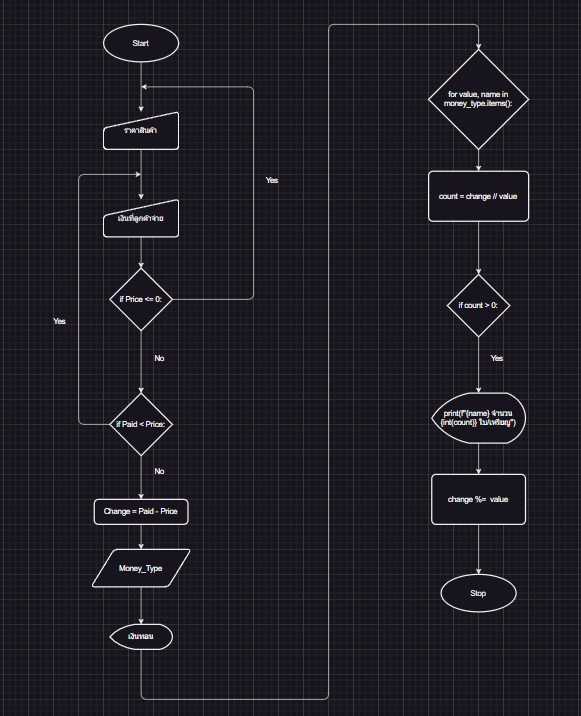 Start
ราคาสินค้า
Yes
เงินที่ลูกค้าจ่าย
if Price <= 0:
Yes
No
if Paid < Price:
No
Change = Paid - Price
Money_Type
เงินทอน
for value, name in
money_type.items():
count = change // value
if count > 0:
Yes
print(f"{name} จำนวน
{int(count)} ใบ/เหรียญ")
change %= value
Stop